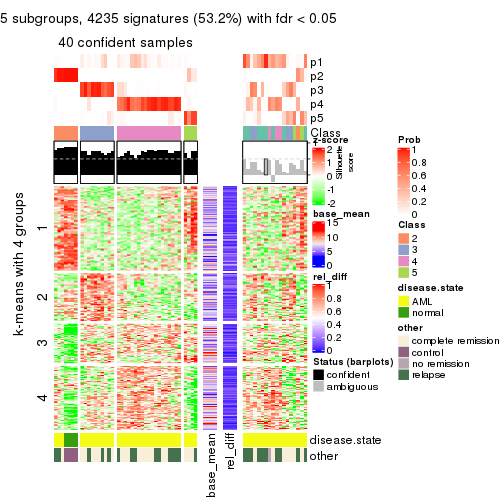 5 subgroups, 4235 signatures (53.2%) with fdr < 0.05
40 confident samples
p1
p2
p3
p4
p5
Class
k-means with 4 groups
1
2
3
4
base_mean
rel_diff
disease.state
other
z-score
2
1
0
-1
-2
Silhouette
score
base_mean
15
10
5
0
rel_diff
1
0.8
0.6
0.4
0.2
0
Status (barplots)
confident
ambiguous
Prob
1
0.8
0.6
0.4
0.2
0
Class
2
3
4
5
disease.state
AML
normal
other
complete remission
control
no remission
relapse